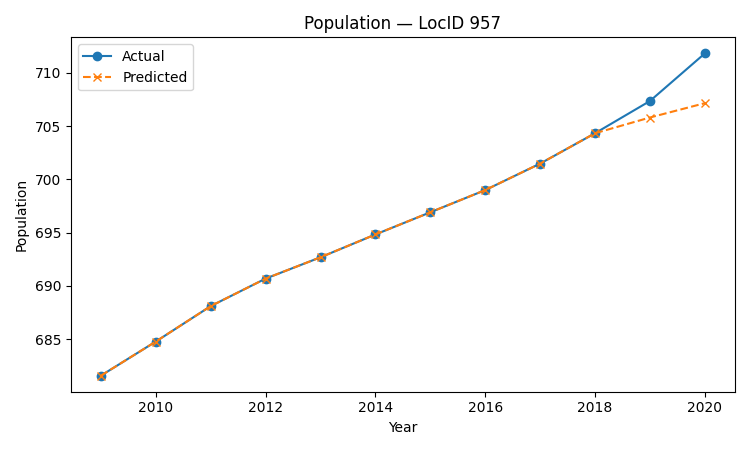 Population — LocID 957
Actual
Predicted
Population
710
705
700
695
690
685
2010 2012 2014 2016 2018 2020
Year